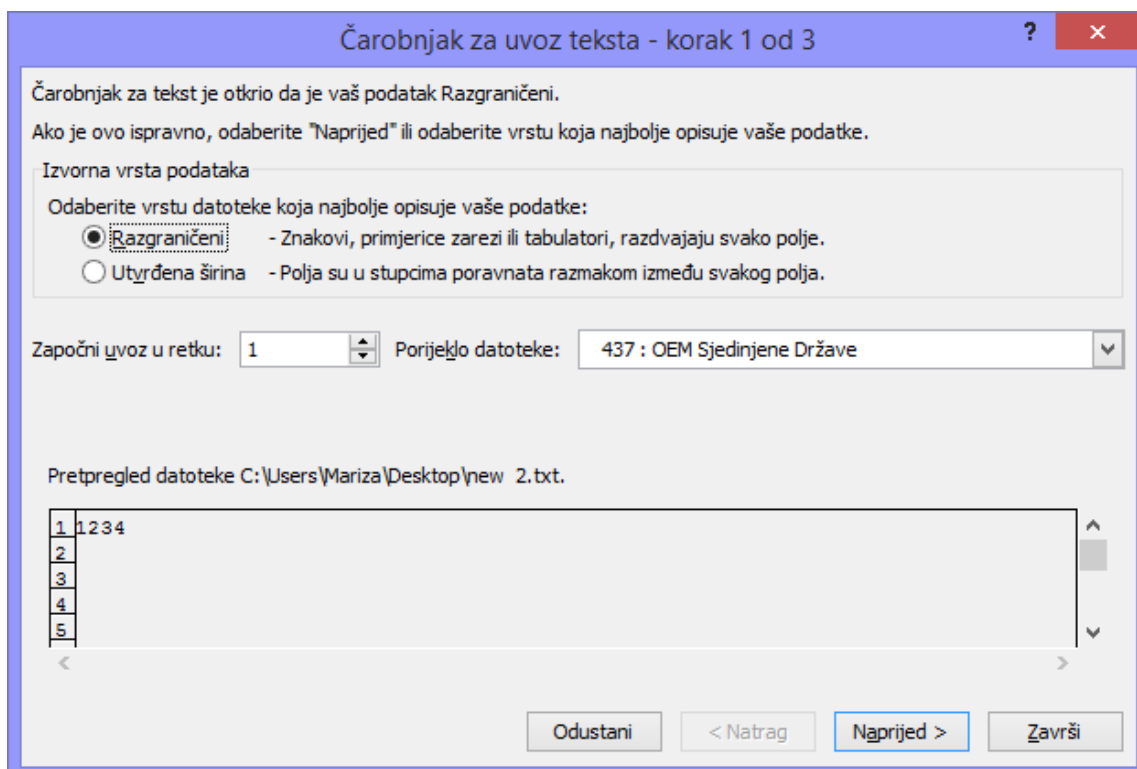 Čarobnjak za uvoz teksta - korak 1 od 3
?
Čarobnjak za tekst je otkrio da je vaš podatak Razgraničeni.
Ako je ovo ispravno, odaberite "Naprijed" ili odaberite vrstu koja najbolje opisuje vaše podatke.
Izvorna vrsta podataka
Odaberite vrstu datoteke koja najbolje opisuje vaše podatke:
Razgraničeni - Znakovi, primjerice zarezi ili tabulatori, razdvajaju svako polje.
Utvrđena širina - Polja su u stupcima poravnata razmakom između svakog polja.
Započni uvoz u retku: 1 Porijeklo datoteke: 437 : OEM Sjedinjene Države
Pretpregled datoteke C:\Users\Mariza\Desktop\new 2.txt.
1 1234
2
3
4
5
Odustani < Natrag Naprijed > Završi